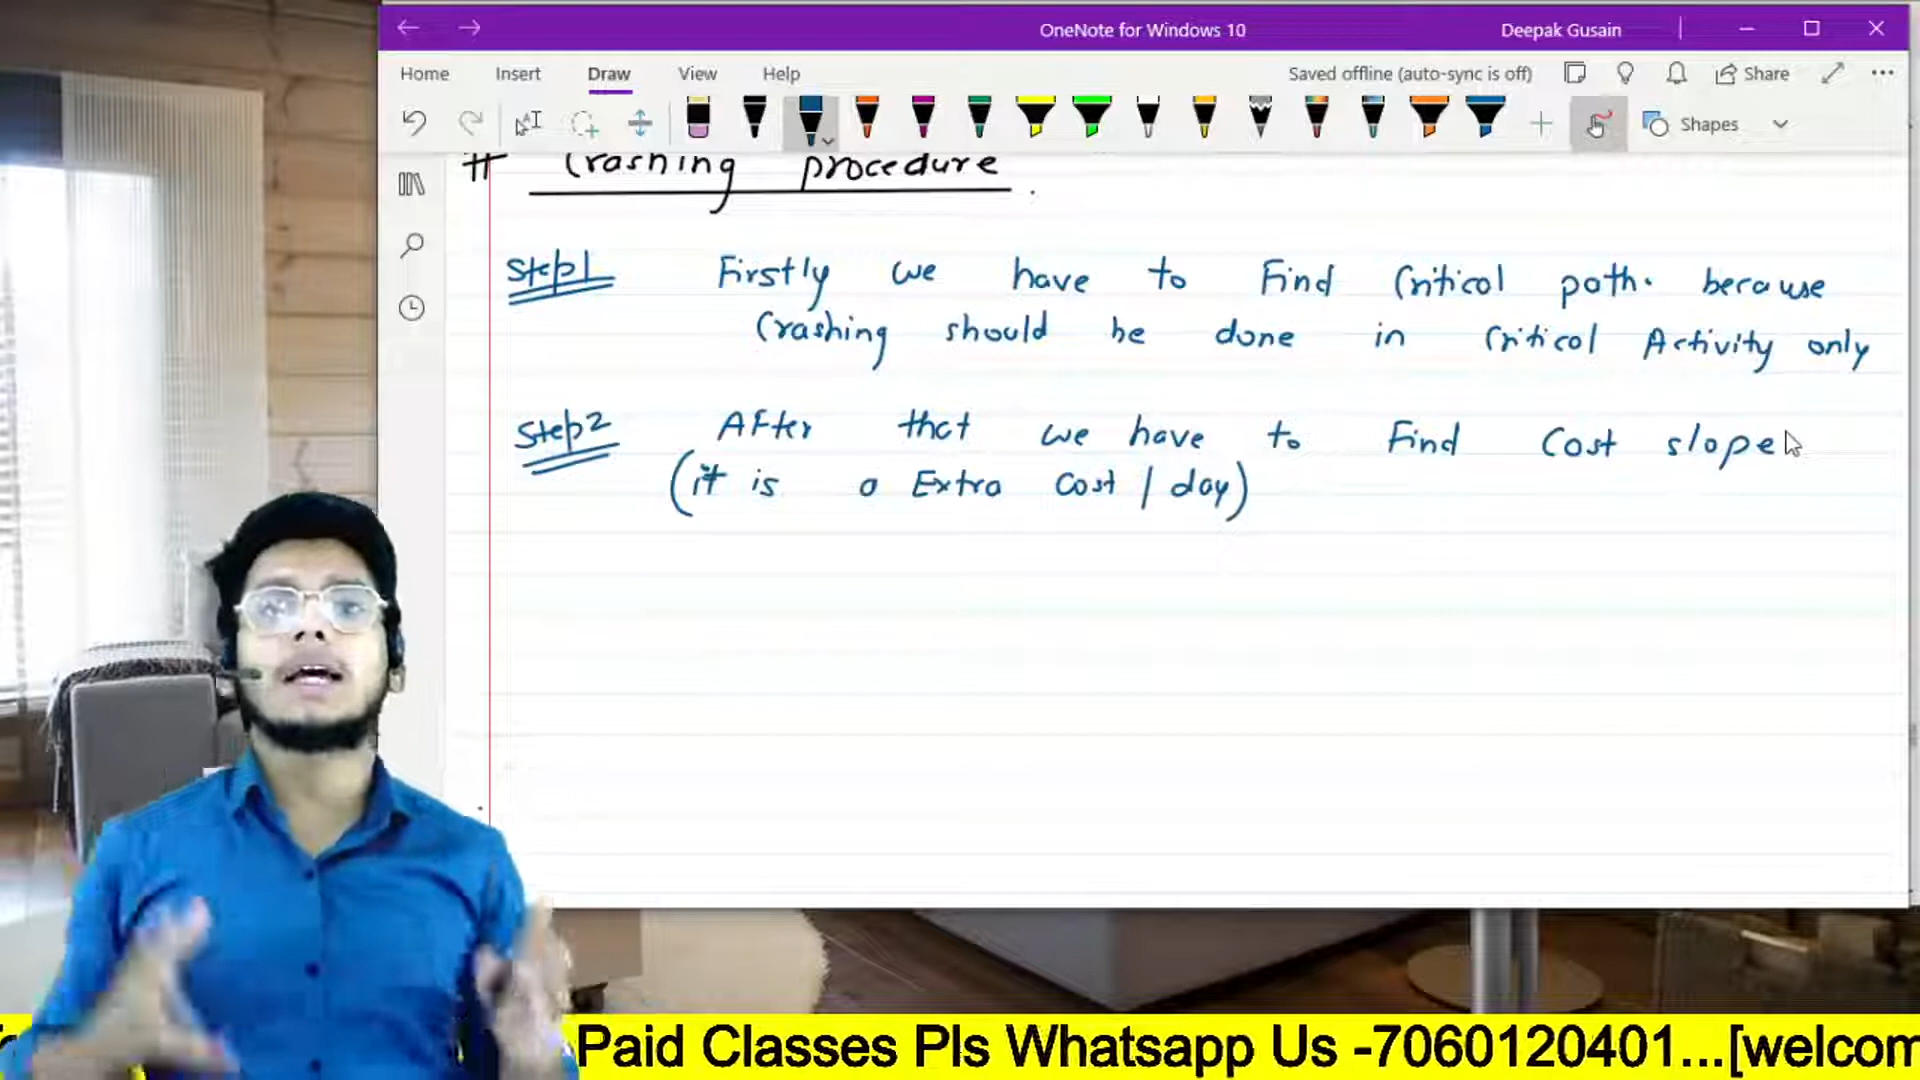 OneNote for Windows 10
Deepak Gusain
Home Insert Draw View Help
Saved offline (auto-sync is off)
Share
Shapes
# Crashing procedure
Step1 Firstly we have to Find Critical path. because
Crashing should be done in Critical Activity only
Step2 After that we have to Find Cost slope
(it is a Extra Cost / day)
Paid Classes Pls Whatsapp Us -7060120401...[welcom